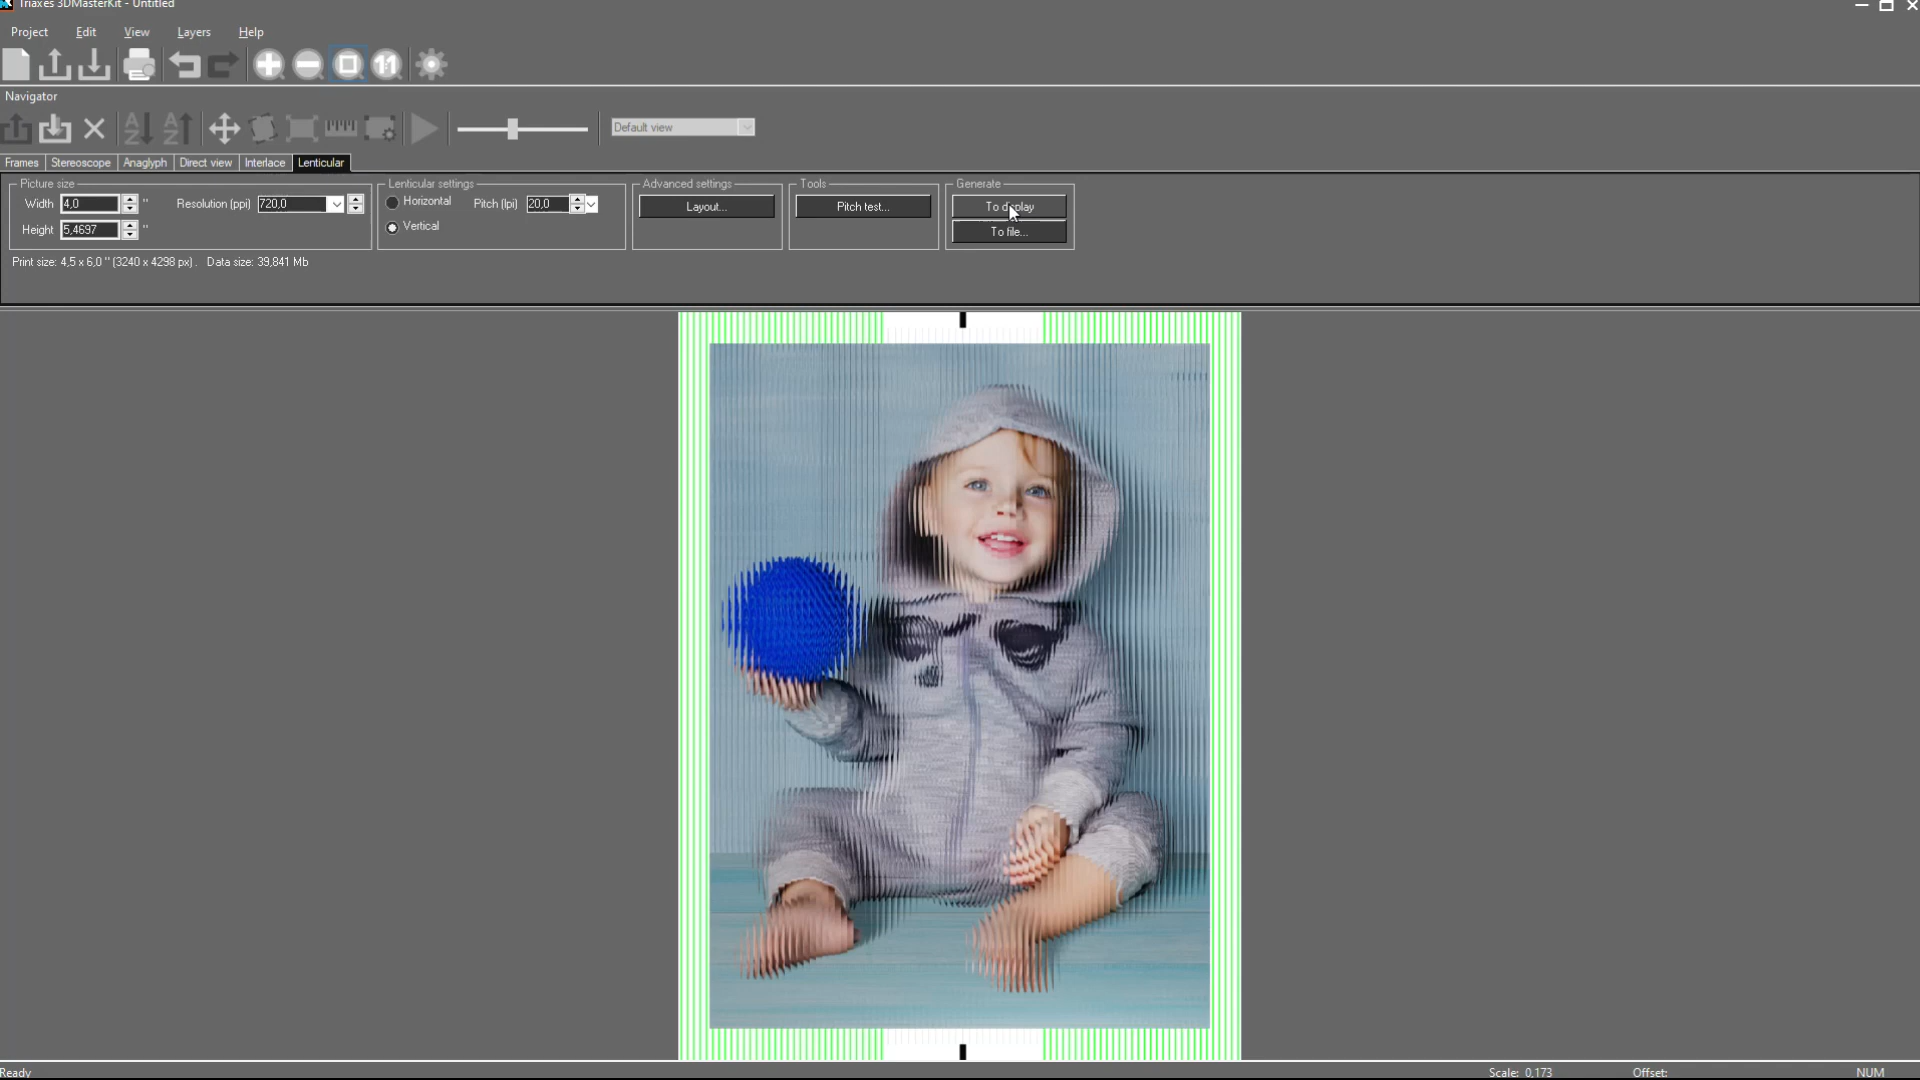 Triaxes 3DMasterKit - Untitled
Project Edit View Layers Help
1:1
Navigator
A Z A Z Default view
Frames Stereoscope Anaglyph Direct view Interlace Lenticular
Picture size Lenticular settings Advanced settings Tools Generate
Width 4,0 " Resolution (ppi) 720,0 Horizontal Pitch (lpi) 20,0 Layout... Pitch test... To display
Height 5,4697 " Vertical To file...
Print size: 4,5 x 6,0 " (3240 x 4298 px) . Data size: 39,841 Mb
Ready Scale: 0,173 Offset: NUM